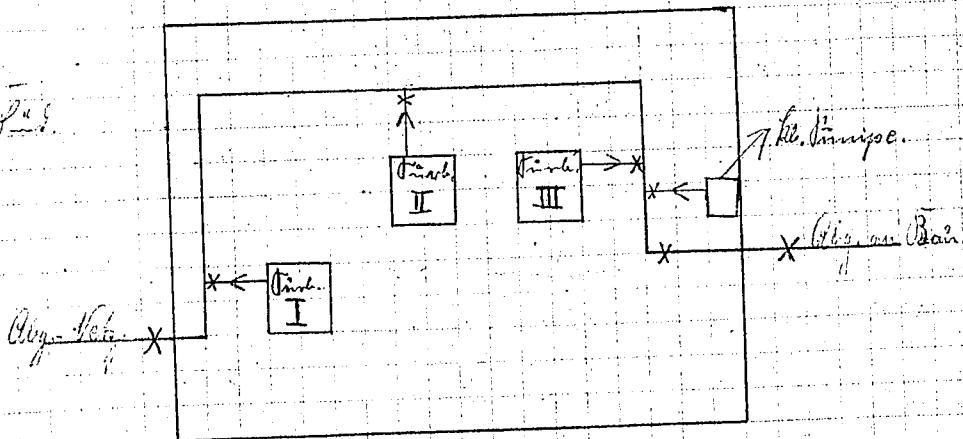 kl. Pumpe.
Turb.
II
Turb.
III
Abg. an Bau
Turb.
I
Abg.-Netz